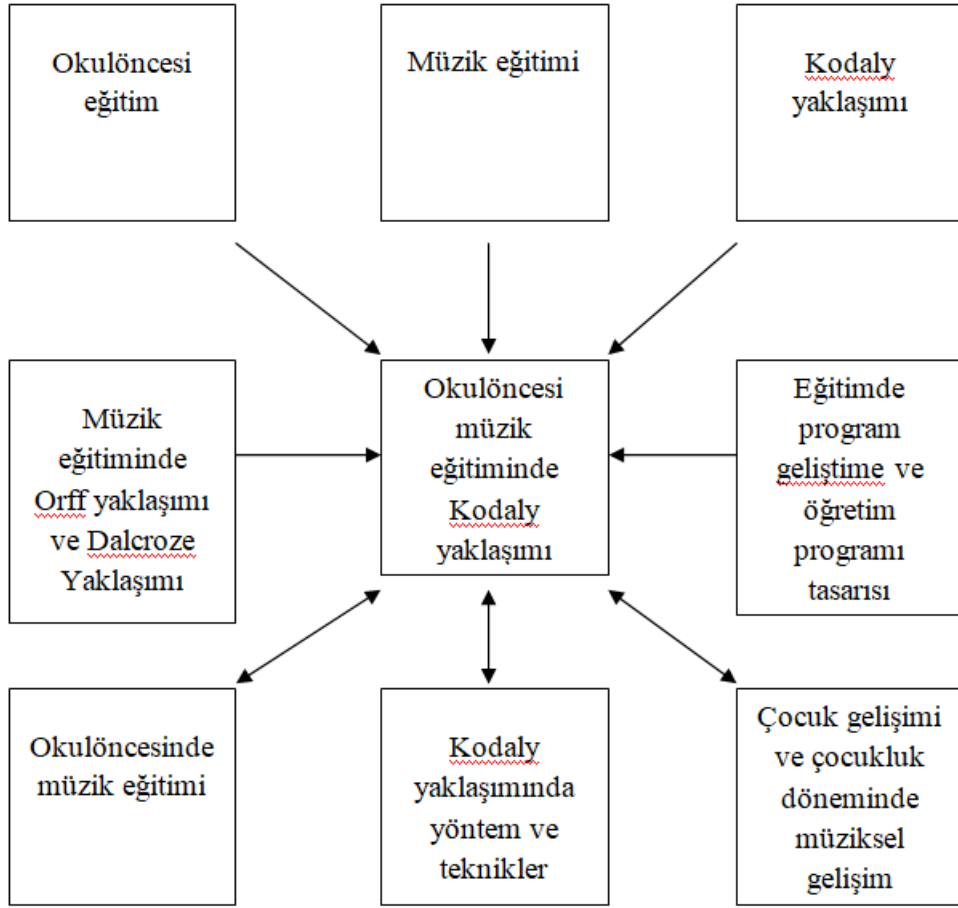 Okulöncesi
eğitim
Müzik eğitimi
Kodaly
yaklaşımı
Müzik
eğitiminde
Orff yaklaşımı
ve Dalcroze
Yaklaşımı
Okulöncesi
müzik
eğitiminde
Kodaly
yaklaşımı
Eğitimde
program
geliştime ve
öğretim
programı
tasarısı
Okulöncesinde
müzik eğitimi
Kodaly
yaklaşımında
yöntem ve
teknikler
Çocuk gelişimi
ve çocukluk
döneminde
müziksel
gelişim